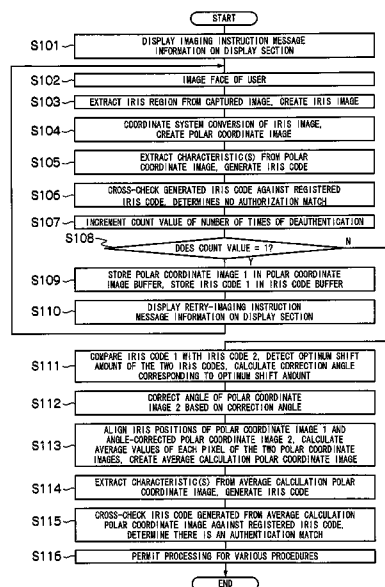 START
S101
DISPLAY IMAGING INSTRUCTION MESSAGE
INFORMATION ON DISPLAY SECTION
S102
IMAGE FACE OF USER
S103
EXTRACT IRIS REGION FROM CAPTURED IMAGE, CREATE IRIS IMAGE
S104
COORDINATE SYSTEM CONVERSION OF IRIS IMAGE,
CREATE POLAR COORDINATE IMAGE
S105
EXTRACT CHARACTERISTIC(S) FROM POLAR
COORDINATE IMAGE, GENERATE IRIS CODE
S106
CROSS-CHECK GENERATED IRIS CODE AGAINST REGISTERED
IRIS CODE, DETERMINES NO AUTHORIZATION MATCH
S107
INCREMENT COUNT VALUE OF NUMBER OF TIMES OF DEAUTHENTICATION
S108
DOES COUNT VALUE = 1?
N
Y
S109
STORE POLAR COORDINATE IMAGE 1 IN POLAR COORDINATE
IMAGE BUFFER, STORE IRIS CODE 1 IN IRIS CODE BUFFER
S110
DISPLAY RETRY-IMAGING INSTRUCTION
MESSAGE INFORMATION ON DISPLAY SECTION
S111
COMPARE IRIS CODE 1 WITH IRIS CODE 2, DETECT OPTIMUM SHIFT
AMOUNT OF THE TWO IRIS CODES, CALCULATE CORRECTION ANGLE
CORRESPONDING TO OPTIMUM SHIFT AMOUNT
S112
CORRECT ANGLE OF POLAR COORDINATE
IMAGE 2 BASED ON CORRECTION ANGLE
S113
ALIGN IRIS POSITIONS OF POLAR COORDINATE IMAGE 1 AND
ANGLE-CORRECTED POLAR COORDINATE IMAGE 2, CALCULATE
AVERAGE VALUES OF EACH PIXEL OF THE TWO POLAR COORDINATE
IMAGES, CREATE AVERAGE CALCULATION POLAR COORDINATE IMAGE
S114
EXTRACT CHARACTERISTIC(S) FROM AVERAGE CALCULATION POLAR
COORDINATE IMAGE, GENERATE IRIS CODE
S115
CROSS-CHECK IRIS CODE GENERATED FROM AVERAGE CALCULATION
POLAR COORDINATE IMAGE AGAINST REGISTERED IRIS CODE,
DETERMINE THERE IS AN AUTHENTICATION MATCH
S116
PERMIT PROCESSING FOR VARIOUS PROCEDURES
END